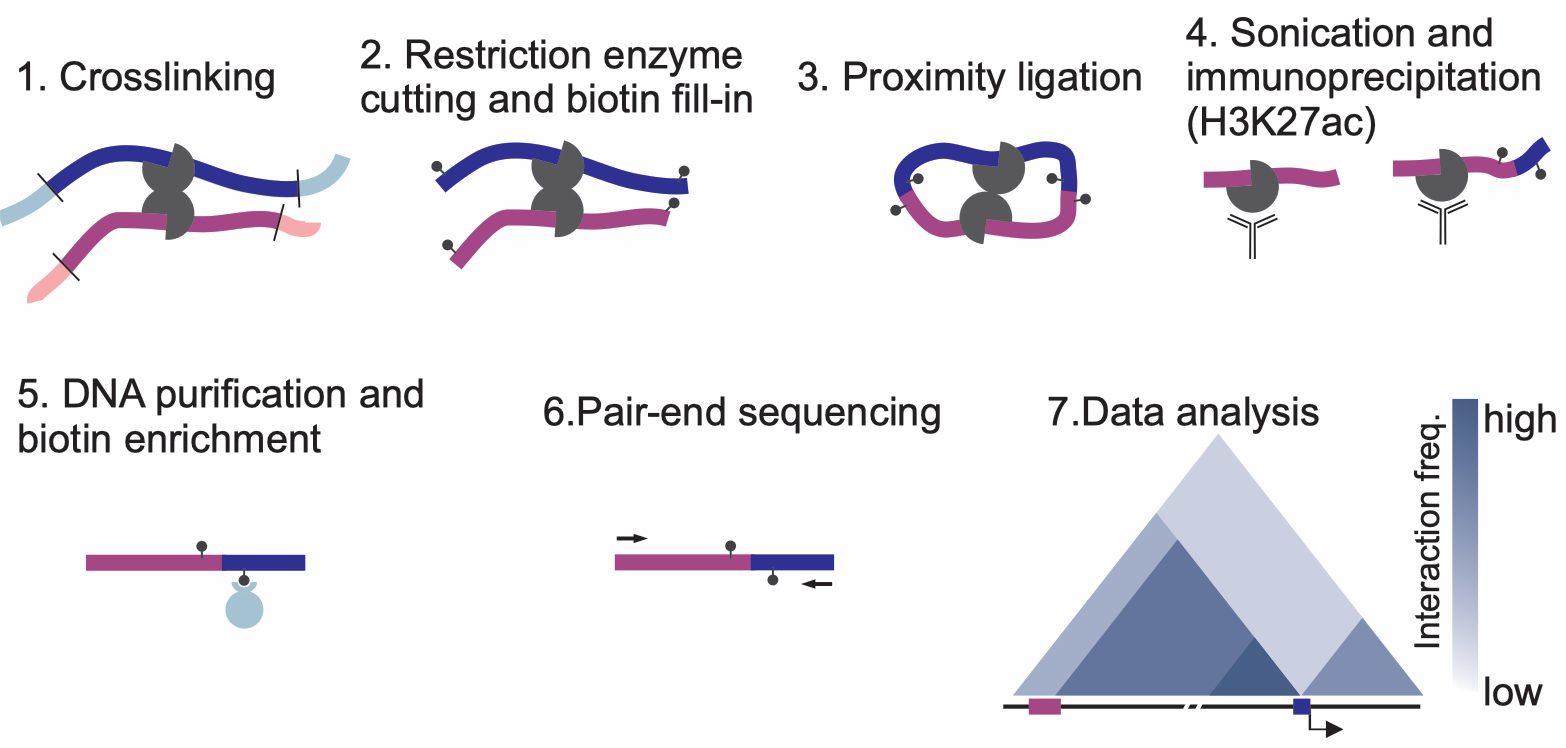 1. Crosslinking
2. Restriction enzyme
cutting and biotin fill-in
3. Proximity ligation
4. Sonication and
immunoprecipitation
(H3K27ac)
5. DNA purification and
biotin enrichment
6.Pair-end sequencing
7.Data analysis
Interaction freq.
high
low